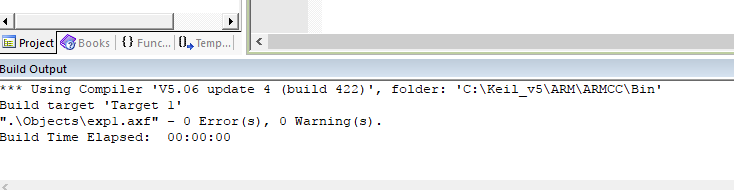 Project Books {} Func... 0 Temp...
Build Output
*** Using Compiler 'V5.06 update 4 (build 422)', folder: 'C:\Keil_v5\ARM\ARMCC\Bin'
Build target 'Target 1'
".\Objects\exp1.axf" - 0 Error(s), 0 Warning(s).
Build Time Elapsed:  00:00:00